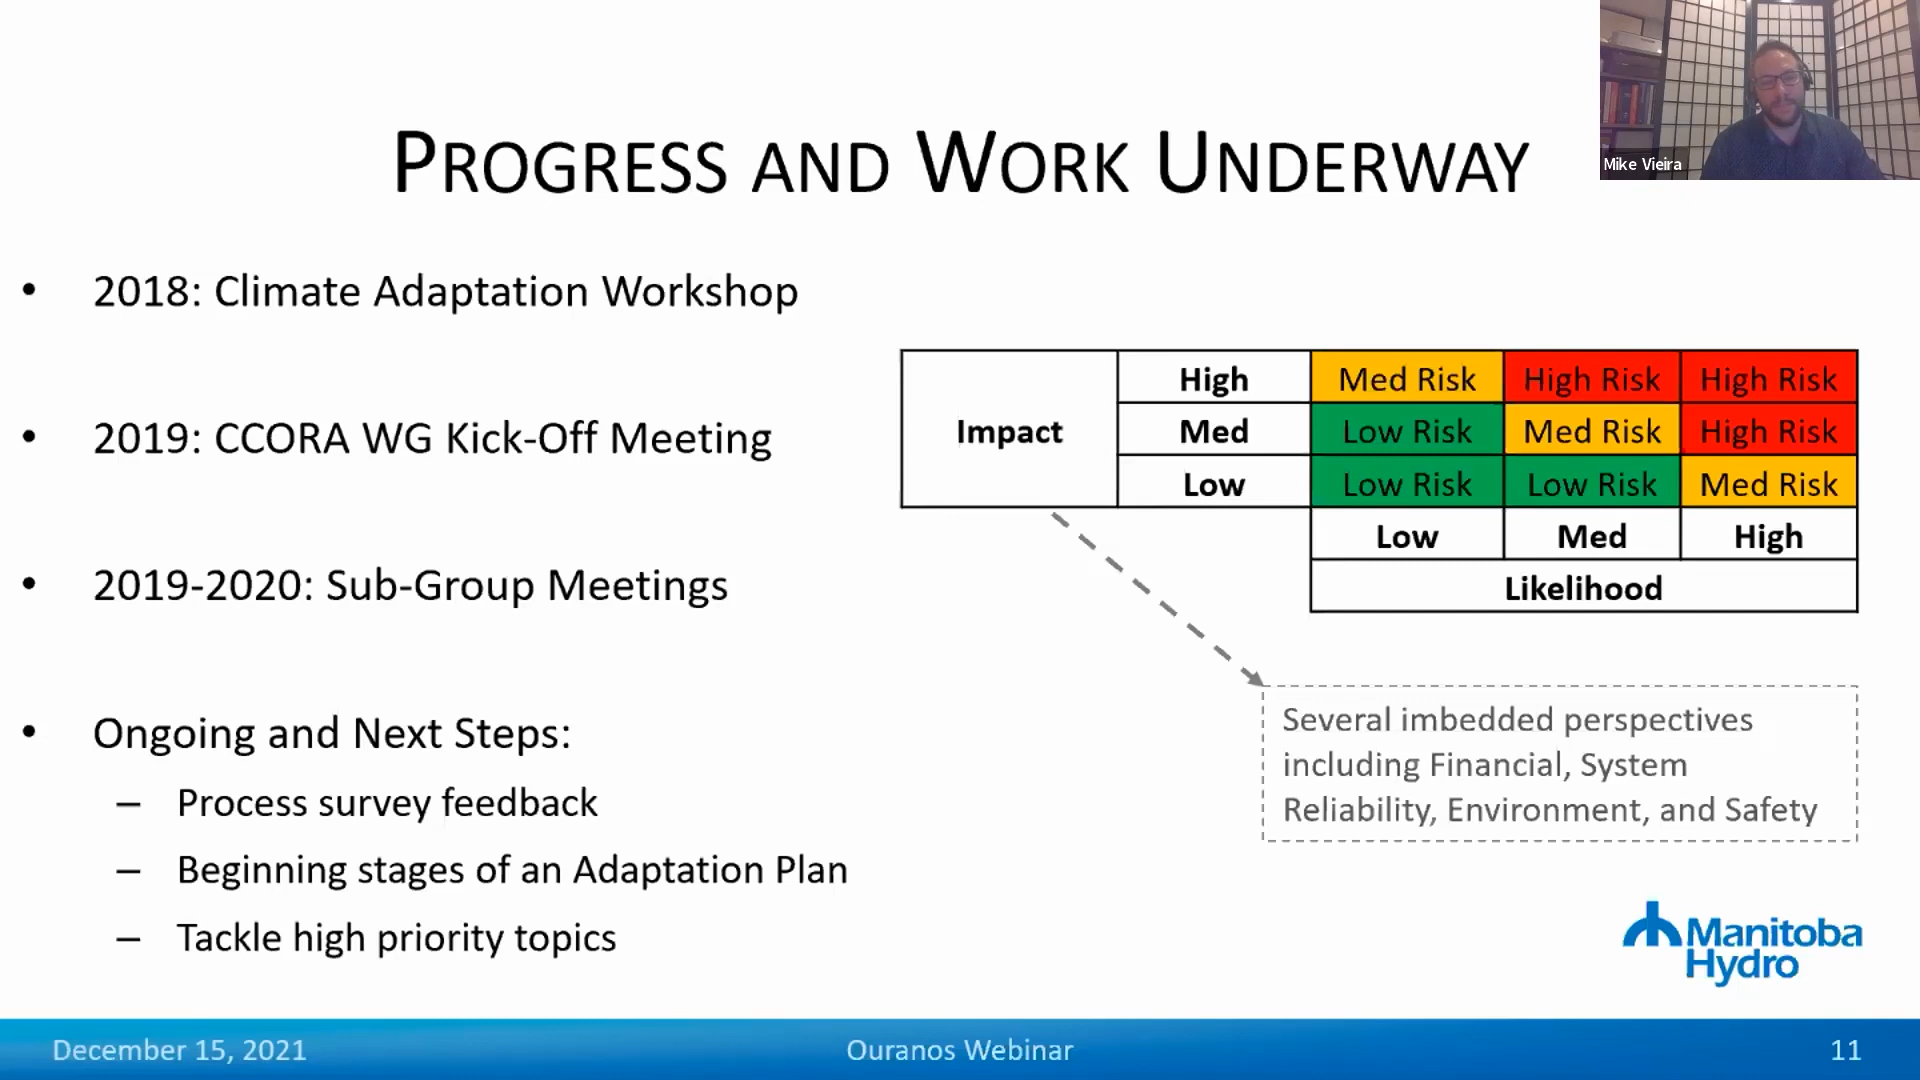 Mike Vieira
PROGRESS AND WORK UNDERWAY
• 2018: Climate Adaptation Workshop
• 2019: CCORA WG Kick-Off Meeting
• 2019-2020: Sub-Group Meetings
• Ongoing and Next Steps:
– Process survey feedback
– Beginning stages of an Adaptation Plan
– Tackle high priority topics
Impact
High Med Risk High Risk High Risk
Med Low Risk Med Risk High Risk
Low Low Risk Low Risk Med Risk
Low Med High
Likelihood
Several imbedded perspectives
including Financial, System
Reliability, Environment, and Safety
Manitoba
Hydro
December 15, 2021 Ouranos Webinar 11